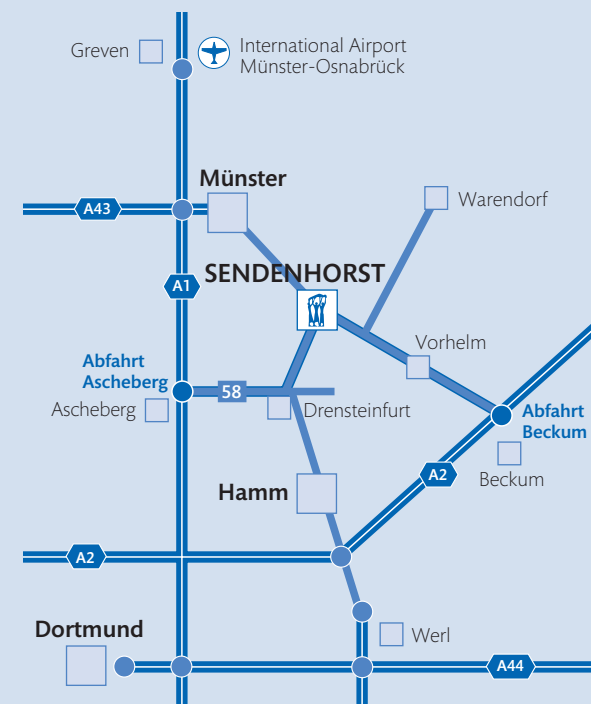 Greven
International Airport
Münster-Osnabrück
Münster
Warendorf
A43
SENDENHORST
A1
Vorhelm
Abfahrt
Ascheberg
58
Ascheberg
Drensteinfurt
Abfahrt
Beckum
Hamm
A2
Beckum
A2
Dortmund
Werl
A44